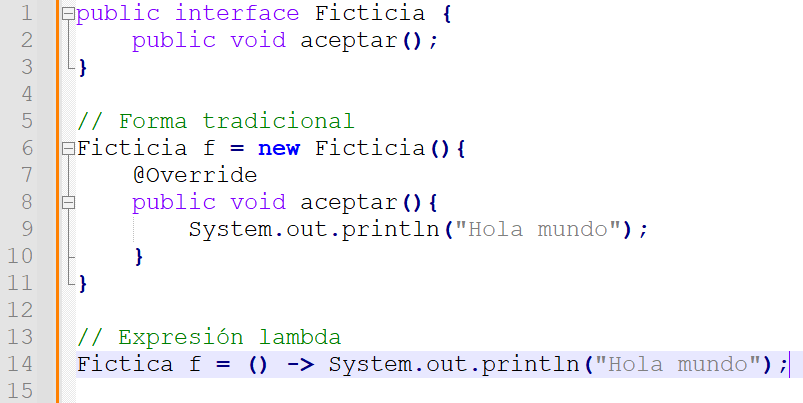 1 public interface Ficticia {
2     public void aceptar();
3 }
4
5 // Forma tradicional
6 Ficticia f = new Ficticia(){
7     @Override
8     public void aceptar(){
9         System.out.println("Hola mundo");
10     }
11 }
12
13 // Expresión lambda
14 Fictica f = () -> System.out.println("Hola mundo");
15